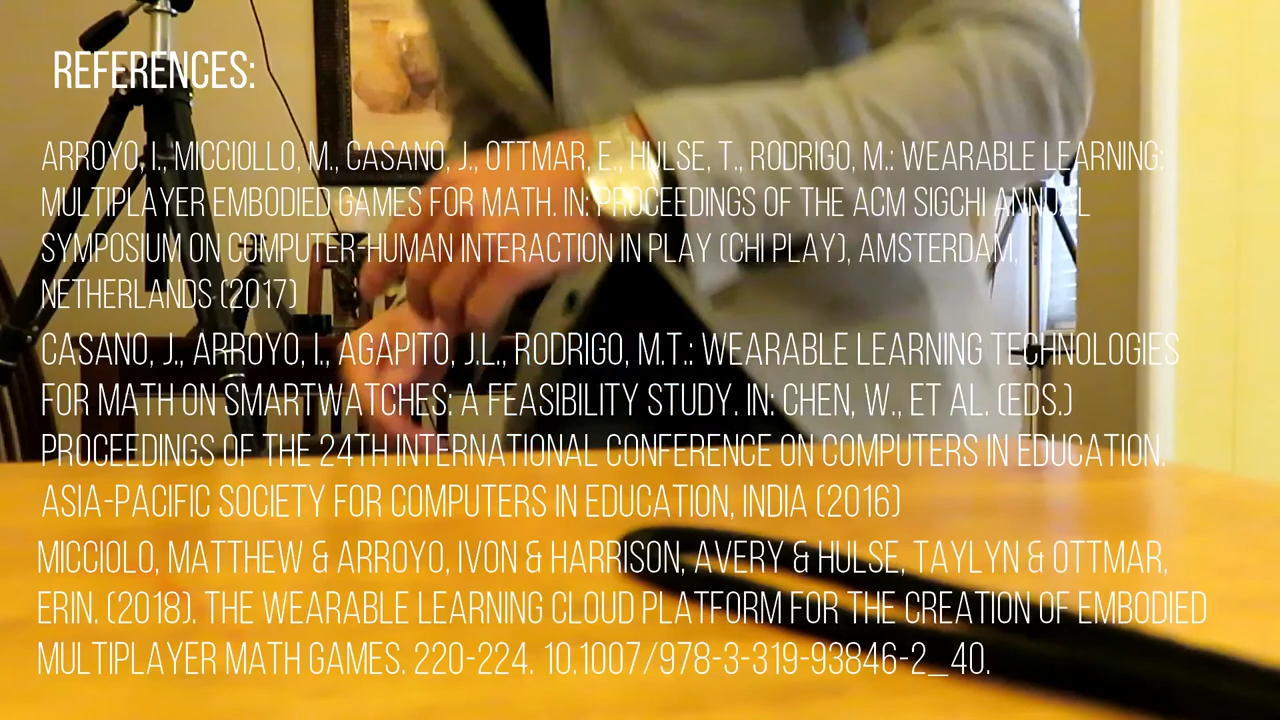 REFERENCES:
ARROYO, I., MICCIOLLO, M., CASANO, J., OTTMAR, E., HULSE, T., RODRIGO, M.: WEARABLE LEARNING:
MULTIPLAYER EMBODIED GAMES FOR MATH. IN: PROCEEDINGS OF THE ACM SIGCHI ANNUAL
SYMPOSIUM ON COMPUTER-HUMAN INTERACTION IN PLAY (CHI PLAY), AMSTERDAM,
NETHERLANDS (2017)
CASANO, J., ARROYO, I., AGAPITO, J.L., RODRIGO, M.T.: WEARABLE LEARNING TECHNOLOGIES
FOR MATH ON SMARTWATCHES: A FEASIBILITY STUDY. IN: CHEN, W., ET AL. (EDS.)
PROCEEDINGS OF THE 24TH INTERNATIONAL CONFERENCE ON COMPUTERS IN EDUCATION.
ASIA-PACIFIC SOCIETY FOR COMPUTERS IN EDUCATION, INDIA (2016)
MICCIOLO, MATTHEW & ARROYO, IVON & HARRISON, AVERY & HULSE, TAYLYN & OTTMAR,
ERIN. (2018). THE WEARABLE LEARNING CLOUD PLATFORM FOR THE CREATION OF EMBODIED
MULTIPLAYER MATH GAMES. 220-224. 10.1007/978-3-319-93846-2_40.